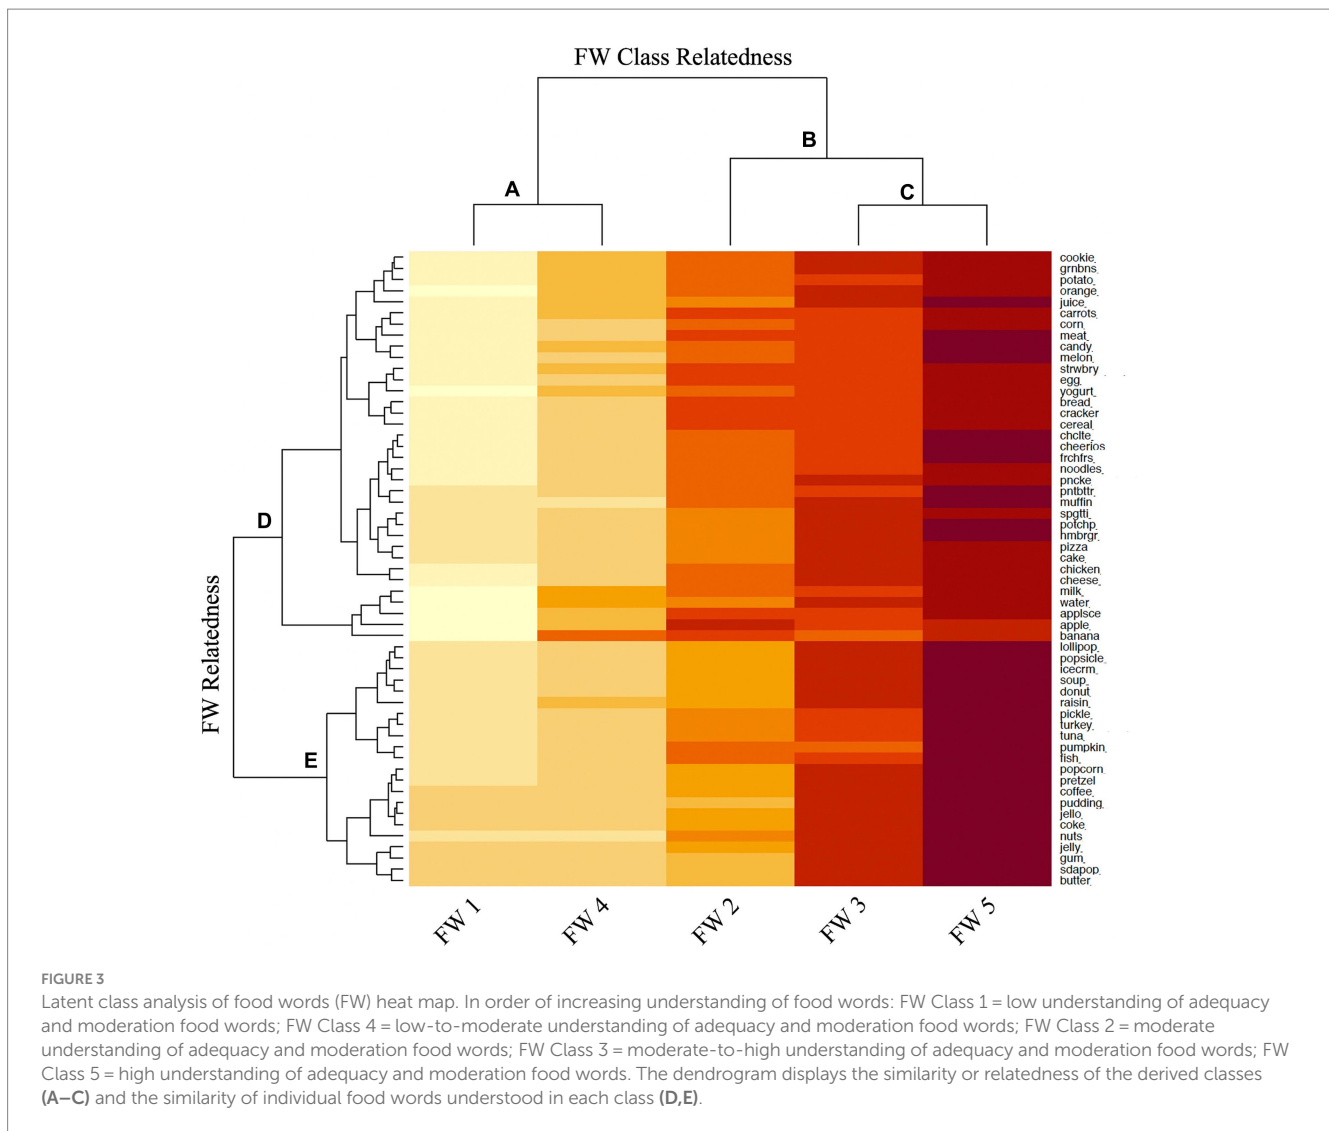 FW Class Relatedness
B
A
C
cookie
grnbns
potato
orange
juice
carrots
corn
meat
candy
melon
strwbry
egg
yogurt
bread
cracker
cereal
chclte
cheerios
frchfrs
noodles
pncke
pntbttr
muffin
spgtti
potchp
hmbrgr
pizza
cake
chicken
cheese
milk
water
applsce
apple
banana
lollipop
popsicle
icecrm
soup
donut
raisin
pickle
turkey
tuna
pumpkin
fish
popcorn
pretzel
coffee
pudding
jello
coke
nuts
jelly
gum
sdapop
butter
D
E
FW Relatedness
FW 1
FW 4
FW 2
FW 3
FW 5
FIGURE 3
Latent class analysis of food words (FW) heat map. In order of increasing understanding of food words: FW Class 1 = low understanding of adequacy
and moderation food words; FW Class 4 = low-to-moderate understanding of adequacy and moderation food words; FW Class 2 = moderate
understanding of adequacy and moderation food words; FW Class 3 = moderate-to-high understanding of adequacy and moderation food words; FW
Class 5 = high understanding of adequacy and moderation food words. The dendrogram displays the similarity or relatedness of the derived classes
(A–C) and the similarity of individual food words understood in each class (D,E).